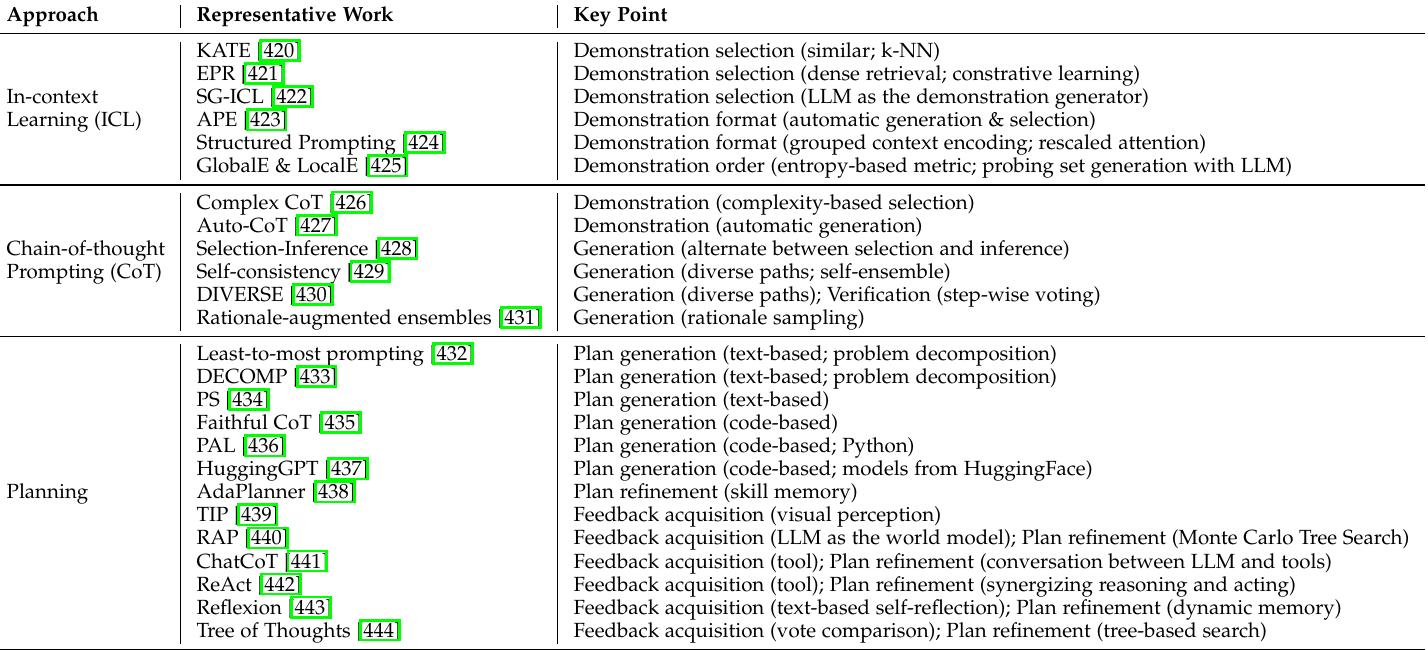 Approach Representative Work Key Point
KATE [420] Demonstration selection (similar; k-NN)
EPR [421] Demonstration selection (dense retrieval; constrative learning)
In-context SG-ICL [422] Demonstration selection (LLM as the demonstration generator)
Learning (ICL) APE [423] Demonstration format (automatic generation & selection)
Structured Prompting [424] Demonstration format (grouped context encoding; rescaled attention)
GlobalE & LocalE [425] Demonstration order (entropy-based metric; probing set generation with LLM)
Complex CoT [426] Demonstration (complexity-based selection)
Auto-CoT [427] Demonstration (automatic generation)
Chain-of-thought Selection-Inference [428] Generation (alternate between selection and inference)
Prompting (CoT) Self-consistency [429] Generation (diverse paths; self-ensemble)
DIVERSE [430] Generation (diverse paths); Verification (step-wise voting)
Rationale-augmented ensembles [431] Generation (rationale sampling)
Least-to-most prompting [432] Plan generation (text-based; problem decomposition)
DECOMP [433] Plan generation (text-based; problem decomposition)
PS [434] Plan generation (text-based)
Faithful CoT [435] Plan generation (code-based)
PAL [436] Plan generation (code-based; Python)
HuggingGPT [437] Plan generation (code-based; models from HuggingFace)
Planning AdaPlanner [438] Plan refinement (skill memory)
TIP [439] Feedback acquisition (visual perception)
RAP [440] Feedback acquisition (LLM as the world model); Plan refinement (Monte Carlo Tree Search)
ChatCoT [441] Feedback acquisition (tool); Plan refinement (conversation between LLM and tools)
ReAct [442] Feedback acquisition (tool); Plan refinement (synergizing reasoning and acting)
Reflexion [443] Feedback acquisition (text-based self-reflection); Plan refinement (dynamic memory)
Tree of Thoughts [444] Feedback acquisition (vote comparison); Plan refinement (tree-based search)